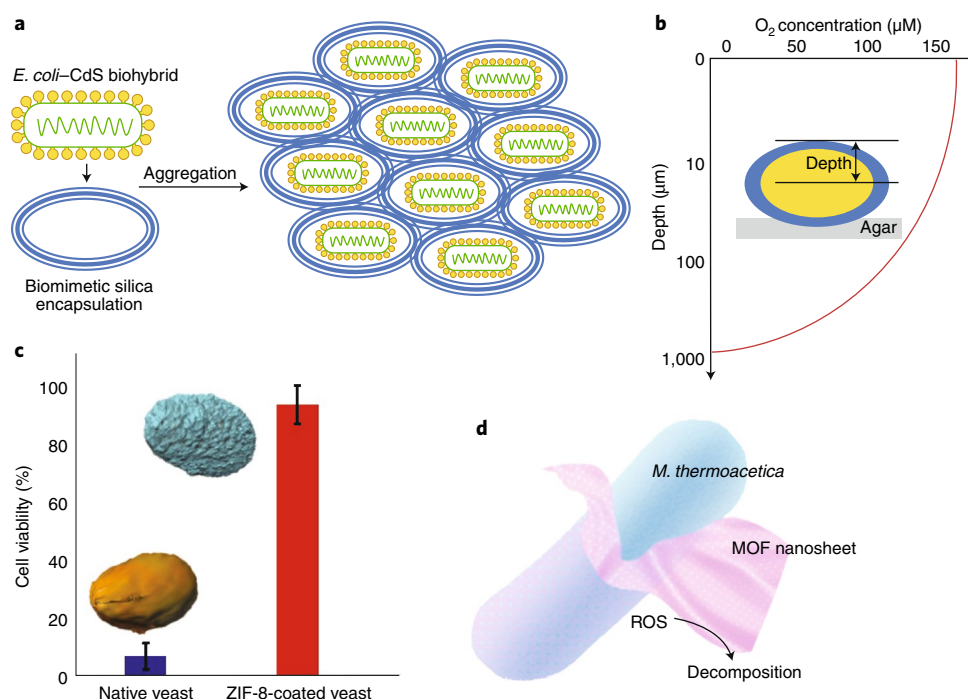 a
E. coli–CdS biohybrid
Aggregation
Biomimetic silica
encapsulation
b
O2 concentration (μM)
0 50 100 150
0
10
100
1,000
Depth (μm)
Depth
Agar
c
100
80
60
40
20
0
Cell viability (%)
Native yeast ZIF-8-coated yeast
d
M. thermoacetica
MOF nanosheet
ROS
Decomposition